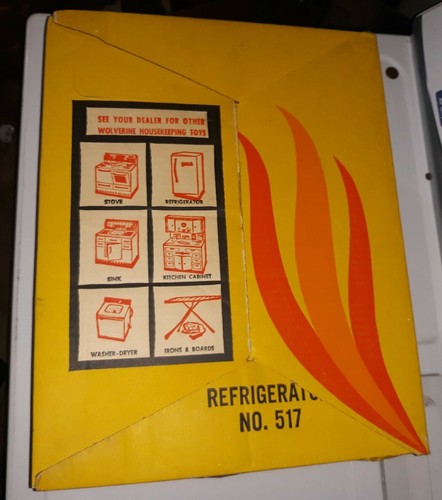 SEE YOUR DEALER FOR OTHER
WOLVERINE HOUSEKEEPING TOYS
STOVE
REFRIGERATOR
SINK
KITCHEN CABINET
WASHER-DRYER
IRONS & BOARDS
REFRIGERATOR
NO. 517